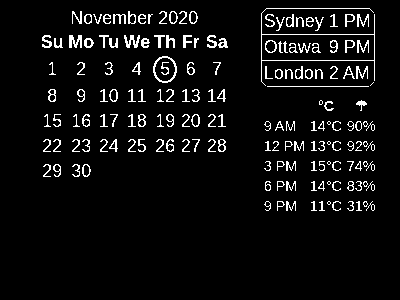 November 2020
Su Mo Tu We Th Fr Sa
1 2 3 4 5 6 7
8 9 10 11 12 13 14
15 16 17 18 19 20 21
22 23 24 25 26 27 28
29 30
Sydney 1 PM
Ottawa 9 PM
London 2 AM
°C ☂
9 AM 14°C 90%
12 PM 13°C 92%
3 PM 15°C 74%
6 PM 14°C 83%
9 PM 11°C 31%